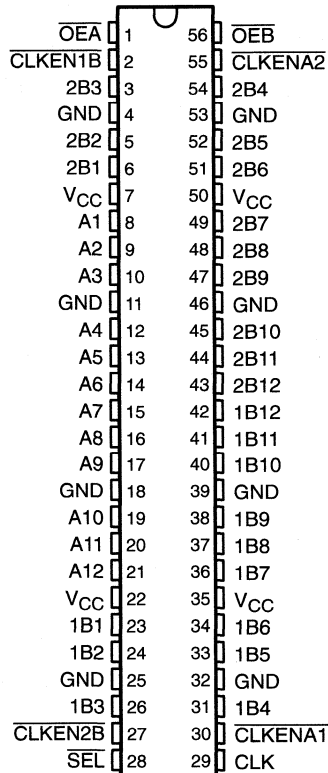 OEA 1 56 OEB
CLKEN1B 2 55 CLKENA2
2B3 3 54 2B4
GND 4 53 GND
2B2 5 52 2B5
2B1 6 51 2B6
VCC 7 50 VCC
A1 8 49 2B7
A2 9 48 2B8
A3 10 47 2B9
GND 11 46 GND
A4 12 45 2B10
A5 13 44 2B11
A6 14 43 2B12
A7 15 42 1B12
A8 16 41 1B11
A9 17 40 1B10
GND 18 39 GND
A10 19 38 1B9
A11 20 37 1B8
A12 21 36 1B7
VCC 22 35 VCC
1B1 23 34 1B6
1B2 24 33 1B5
GND 25 32 GND
1B3 26 31 1B4
CLKEN2B 27 30 CLKENA1
SEL 28 29 CLK